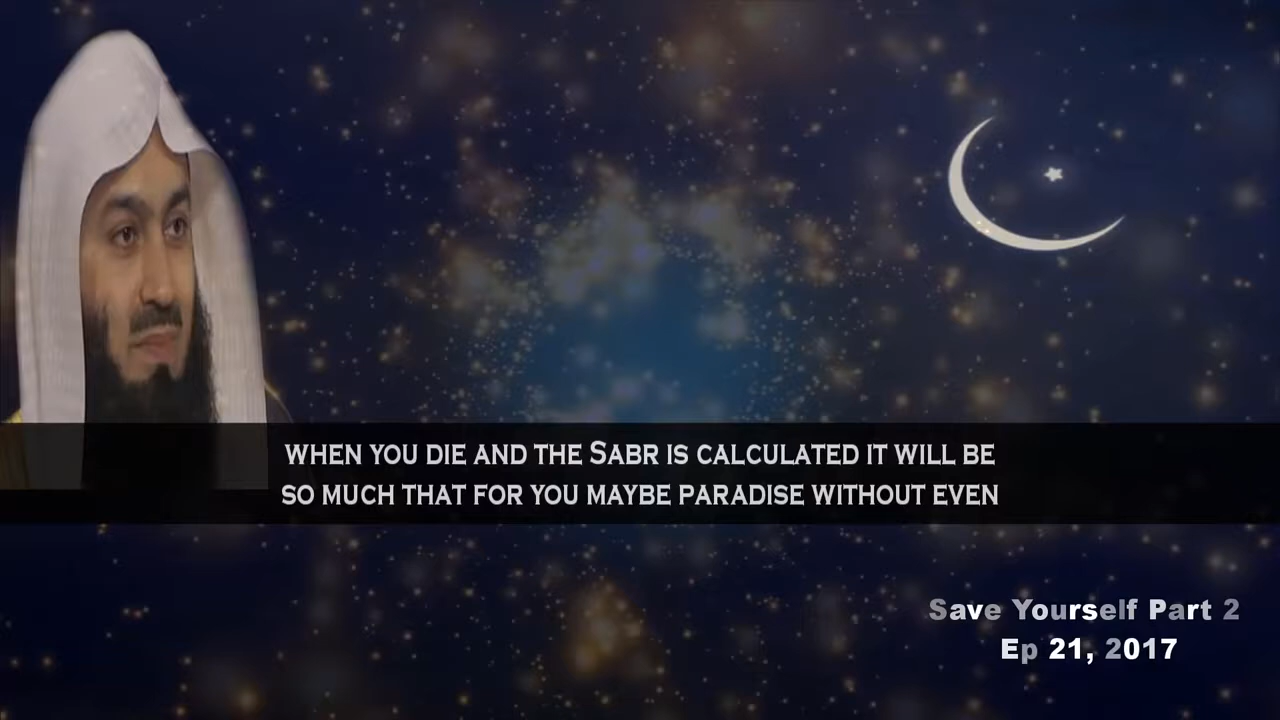 WHEN YOU DIE AND THE SABR IS CALCULATED IT WILL BE
SO MUCH THAT FOR YOU MAYBE PARADISE WITHOUT EVEN
Save Yourself Part 2
Ep 21, 2017